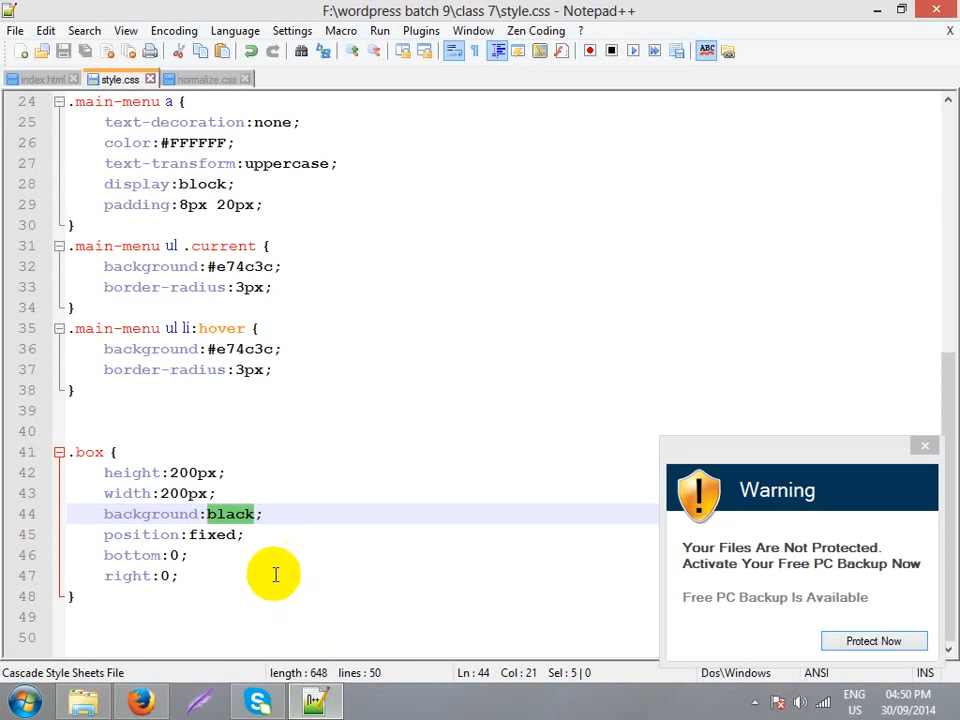 F:\wordpress batch 9\class 7\style.css - Notepad++
File Edit Search View Encoding Language Settings Macro Run Plugins Window Zen Coding ? X
index.html style.css normalize.css
24 .main-menu a {
25 text-decoration:none;
26 color:#FFFFFF;
27 text-transform:uppercase;
28 display:block;
29 padding:8px 20px;
30 }
31 .main-menu ul .current {
32 background:#e74c3c;
33 border-radius:3px;
34 }
35 .main-menu ul li:hover {
36 background:#e74c3c;
37 border-radius:3px;
38 }
39
40
41 .box {
42 height:200px;
43 width:200px;
44 background:black;
45 position:fixed;
46 bottom:0;
47 right:0;
48 }
49
50
Warning
Your Files Are Not Protected.
Activate Your Free PC Backup Now
Free PC Backup Is Available
Protect Now
Cascade Style Sheets File length : 648 lines : 50 Ln : 44 Col : 21 Sel : 5 | 0 Dos\Windows ANSI INS
ENG 04:50 PM
US 30/09/2014